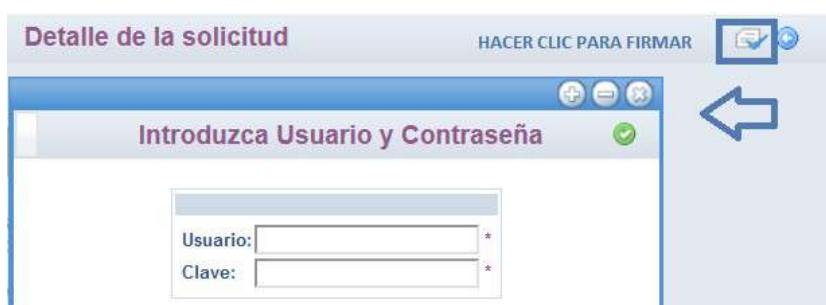 Detalle de la solicitud
HACER CLIC PARA FIRMAR
Introduzca Usuario y Contraseña
Usuario: *
Clave: *